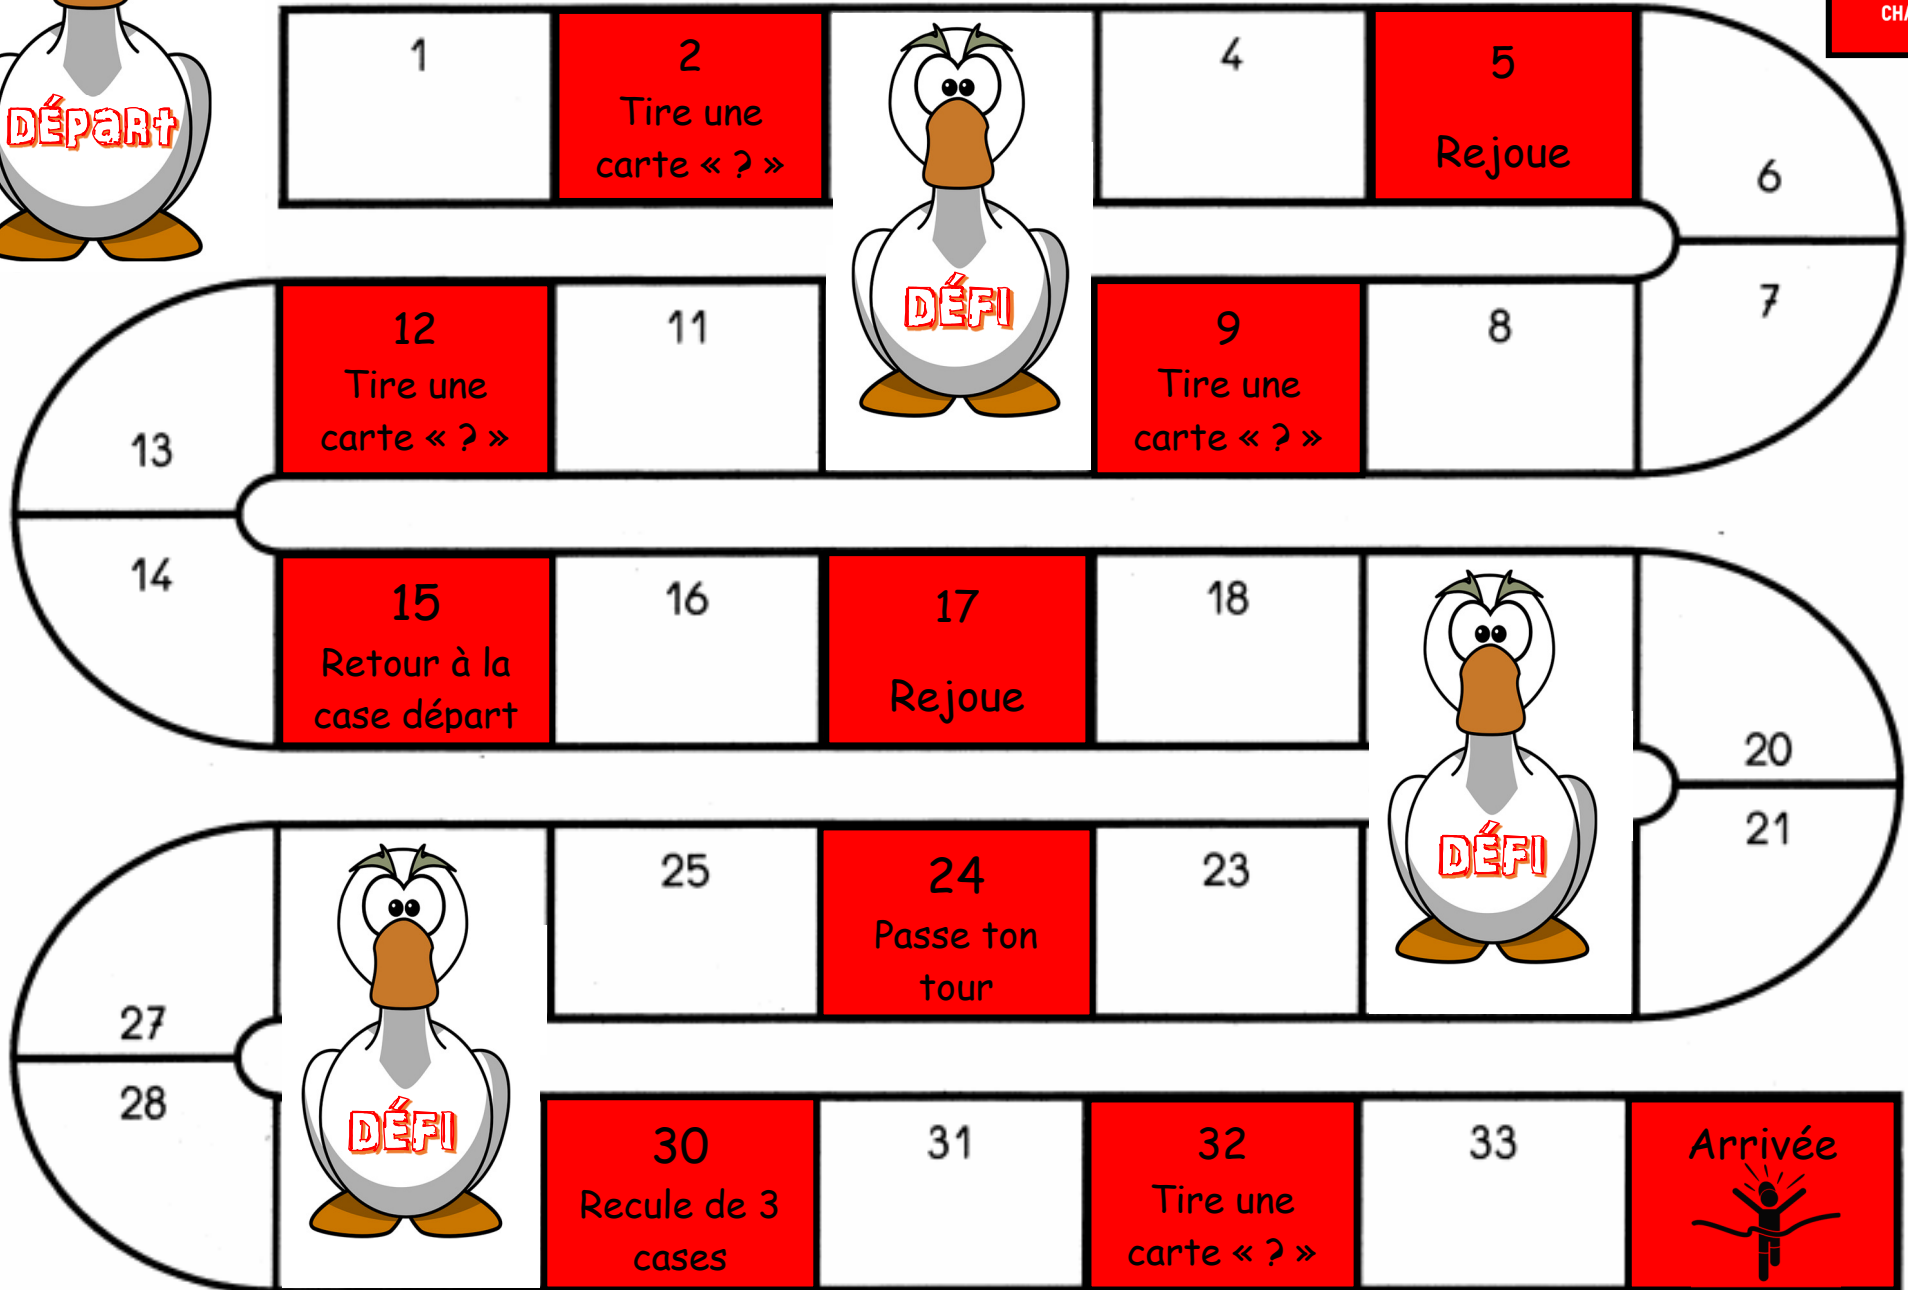 DÉPART
1
2
Tire une
carte « ? »
4
5
Rejoue
6
7
8
9
Tire une
carte « ? »
DÉFI
11
12
Tire une
carte « ? »
13
14
15
Retour à la
case départ
16
17
Rejoue
18
DÉFI
20
21
23
24
Passe ton
tour
25
DÉFI
27
28
30
Recule de 3
cases
31
32
Tire une
carte « ? »
33
Arrivée